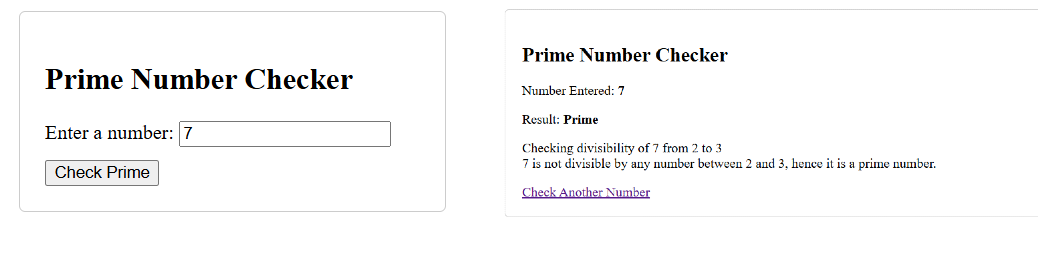 Prime Number Checker
Enter a number: 7
Check Prime
Prime Number Checker
Number Entered: 7
Result: Prime
Checking divisibility of 7 from 2 to 3
7 is not divisible by any number between 2 and 3, hence it is a prime number.
Check Another Number